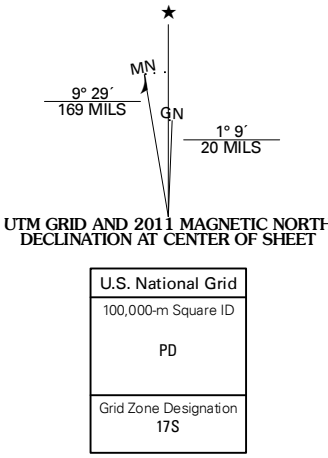 ★
MN
GN
9° 29´
169 MILS
1° 9´
20 MILS
UTM GRID AND 2011 MAGNETIC NORTH
DECLINATION AT CENTER OF SHEET
U.S. National Grid
100,000-m Square ID
PD
Grid Zone Designation
17S